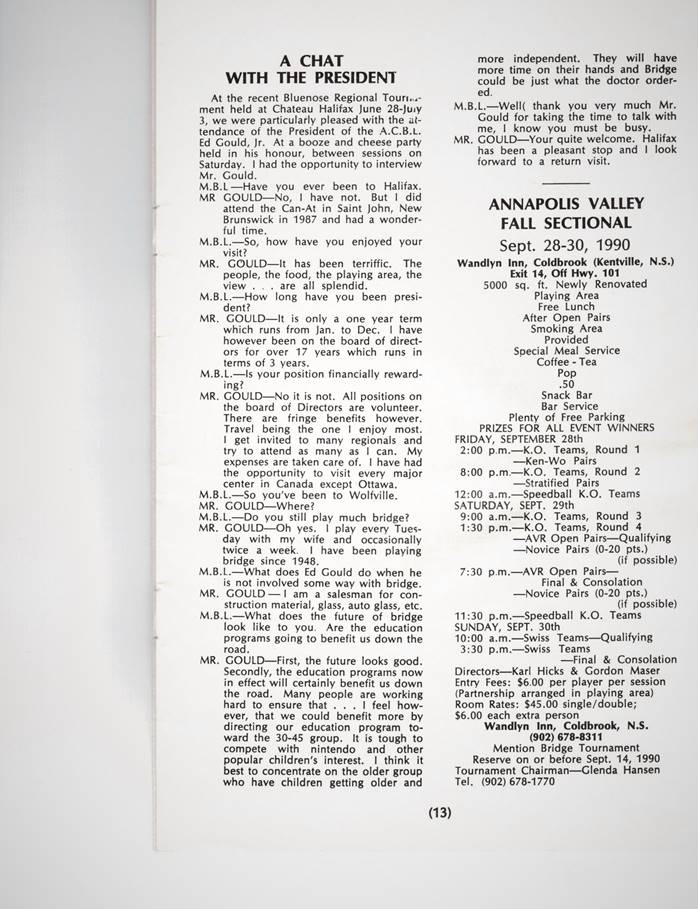 A CHAT
WITH THE PRESIDENT
At the recent Bluenose Regional
ment held at Chateau Halifax June 28-July
3, we were particularly pleased with the at-
tendance of the President of the A.C.B.L.
Ed Gould, Jr. At a booze and cheese party
held in his honour, between sessions on
Saturday. I had the opportunity to interview
Mr. Gould.
M.B.L—Have you ever been to Halifax.
MR GOULD—No, I have not. But I did
attend the Can-At in Saint John, New
Brunswick in 1987 and had a wonder-
ful time.
M.B.L.—So, how have you enjoyed your
visit?
MR. GOULD—It has been terriffic. The
people, the food, the playing area, the
view . . . are all splendid.
M.B.L.—How long have you been presi-
dent?
MR. GOULD—It is only a one year term
which runs from Jan. to Dec. I have
however been on the board of direct-
ors for over 17 years which runs in
terms of 3 years.
M.B.L.—Is your position financially reward-
ing?
MR. GOULD—No it is not. All positions on
the board of Directors are volunteer.
There are fringe benefits however.
Travel being the one I enjoy most.
I get invited to many regionals and
try to attend as many as I can. My
expenses are taken care of. I have had
the opportunity to visit every major
center in Canada except Ottawa.
M.B.L.—So you've been to Wolfville.
MR. GOULD—Where?
M.B.L.—Do you still play much bridge?
MR. GOULD—Oh yes. I play every Tues-
day with my wife and occasionally
twice a week. I have been playing
bridge since 1948.
M.B.L.—What does Ed Gould do when he
is not involved some way with bridge.
MR. GOULD—I am a salesman for con-
struction material, glass, auto glass, etc.
M.B.L.—What does the future of bridge
look like to you. Are the education
programs going to benefit us down the
road.
MR. GOULD—First, the future looks good.
Secondly, the education programs now
in effect will certainly benefit us down
the road. Many people are working
hard to ensure that . . . I feel how-
ever, that we could benefit more by
directing our education program to-
ward the 30-45 group. It is tough to
compete with nintendo and other
popular children's interest. I think it
best to concentrate on the older group
who have children getting older and
more independent. They will have
more time on their hands and Bridge
could be just what the doctor order-
ed.
M.B.L.—Well( thank you very much Mr.
Gould for taking the time to talk with
me, I know you must be busy.
MR. GOULD—Your quite welcome. Halifax
has been a pleasant stop and I look
forward to a return visit.
ANNAPOLIS VALLEY
FALL SECTIONAL
Sept. 28-30, 1990
Wandlyn Inn, Coldbrook (Kentville, N.S.)
Exit 14, Off Hwy. 101
5000 sq. ft. Newly Renovated
Playing Area
Free Lunch
After Open Pairs
Smoking Area
Provided
Special Meal Service
Coffee - Tea
Pop
.50
Snack Bar
Bar Service
Plenty of Free Parking
PRIZES FOR ALL EVENT WINNERS
FRIDAY, SEPTEMBER 28th
2:00 p.m.—K.O. Teams, Round 1
—Ken-Wo Pairs
8:00 p.m.—K.O. Teams, Round 2
—Stratified Pairs
12:00 a.m.—Speedball K.O. Teams
SATURDAY, SEPT. 29th
9:00 a.m.—K.O. Teams, Round 3
1:30 p.m.—K.O. Teams, Round 4
—AVR Open Pairs—Qualifying
—Novice Pairs (0-20 pts.)
(if possible)
7:30 p.m.—AVR Open Pairs—
Final & Consolation
—Novice Pairs (0-20 pts.)
(if possible)
11:30 p.m.—Speedball K.O. Teams
SUNDAY, SEPT. 30th
10:00 a.m.—Swiss Teams—Qualifying
3:30 p.m.—Swiss Teams
—Final & Consolation
Directors—Karl Hicks & Gordon Maser
Entry Fees: $6.00 per player per session
(Partnership arranged in playing area)
Room Rates: $45.00 single/double;
$6.00 each extra person
Wandlyn Inn, Coldbrook, N.S.
(902) 678-8311
Mention Bridge Tournament
Reserve on or before Sept. 14, 1990
Tournament Chairman—Glenda Hansen
Tel. (902) 678-1770
(13)